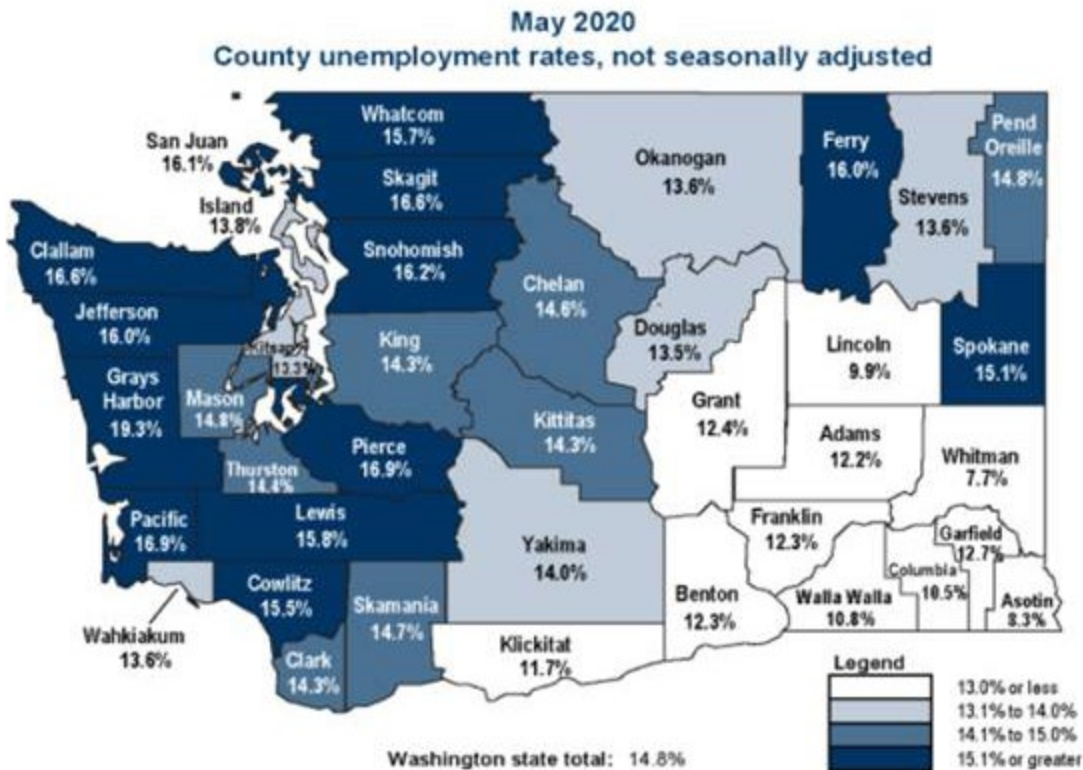 May 2020
County unemployment rates, not seasonally adjusted
Whatcom
15.7%
San Juan
16.1%
Skagit
16.6%
Island
13.8%
Okanogan
13.6%
Ferry
16.0%
Stevens
13.6%
Pend
Oreille
14.8%
Clallam
16.6%
Snohomish
16.2%
Chelan
14.6%
Jefferson
16.0%
King
14.3%
Kitsap
13.3%
Douglas
13.5%
Lincoln
9.9%
Spokane
15.1%
Grays
Harbor
19.3%
Mason
14.8%
Grant
12.4%
Kittitas
14.3%
Adams
12.2%
Whitman
7.7%
Pierce
16.9%
Thurston
14.4%
Pacific
16.9%
Lewis
15.8%
Yakima
14.0%
Franklin
12.3%
Garfield
12.7%
Columbia
10.5%
Cowlitz
15.5%
Skamania
14.7%
Benton
12.3%
Walla Walla
10.8%
Asotin
8.3%
Wahkiakum
13.6%
Clark
14.3%
Klickitat
11.7%
Legend
13.0% or less
13.1% to 14.0%
14.1% to 15.0%
15.1% or greater
Washington state total: 14.8%